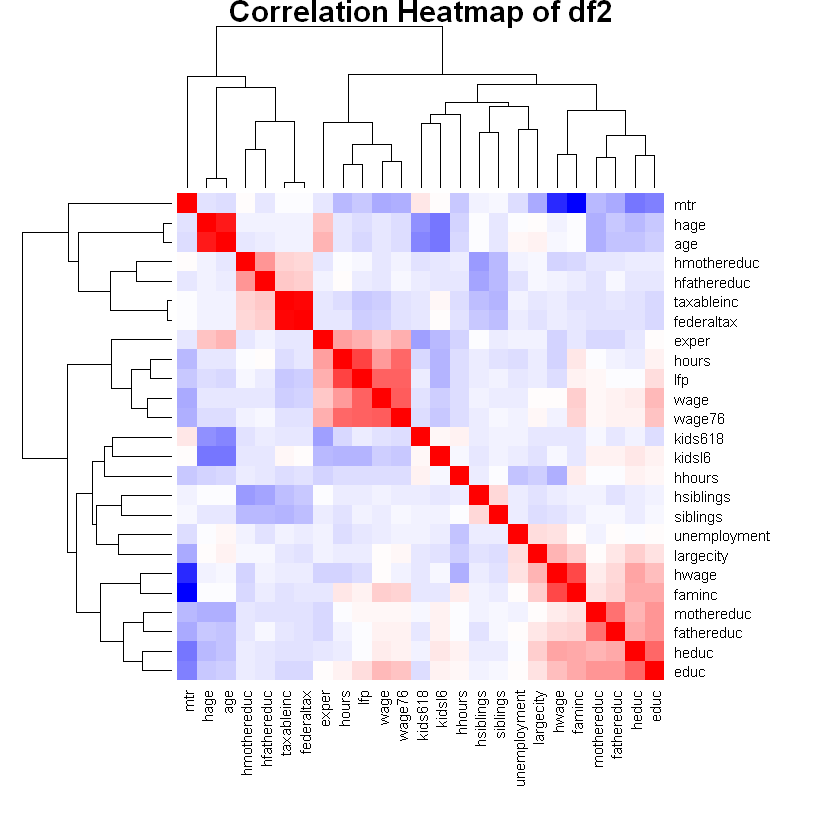 Correlation Heatmap of df2
mtr
hage
age
hmothereduc
hfathereduc
taxableinc
federaltax
exper
hours
lfp
wage
wage76
kids618
kidsl6
hhours
hsiblings
siblings
unemployment
largecity
hwage
faminc
mothereduc
fathereduc
heduc
educ
mtr
hage
age
hmothereduc
hfathereduc
taxableinc
federaltax
exper
hours
lfp
wage
wage76
kids618
kidsl6
hhours
hsiblings
siblings
unemployment
largecity
hwage
faminc
mothereduc
fathereduc
heduc
educ